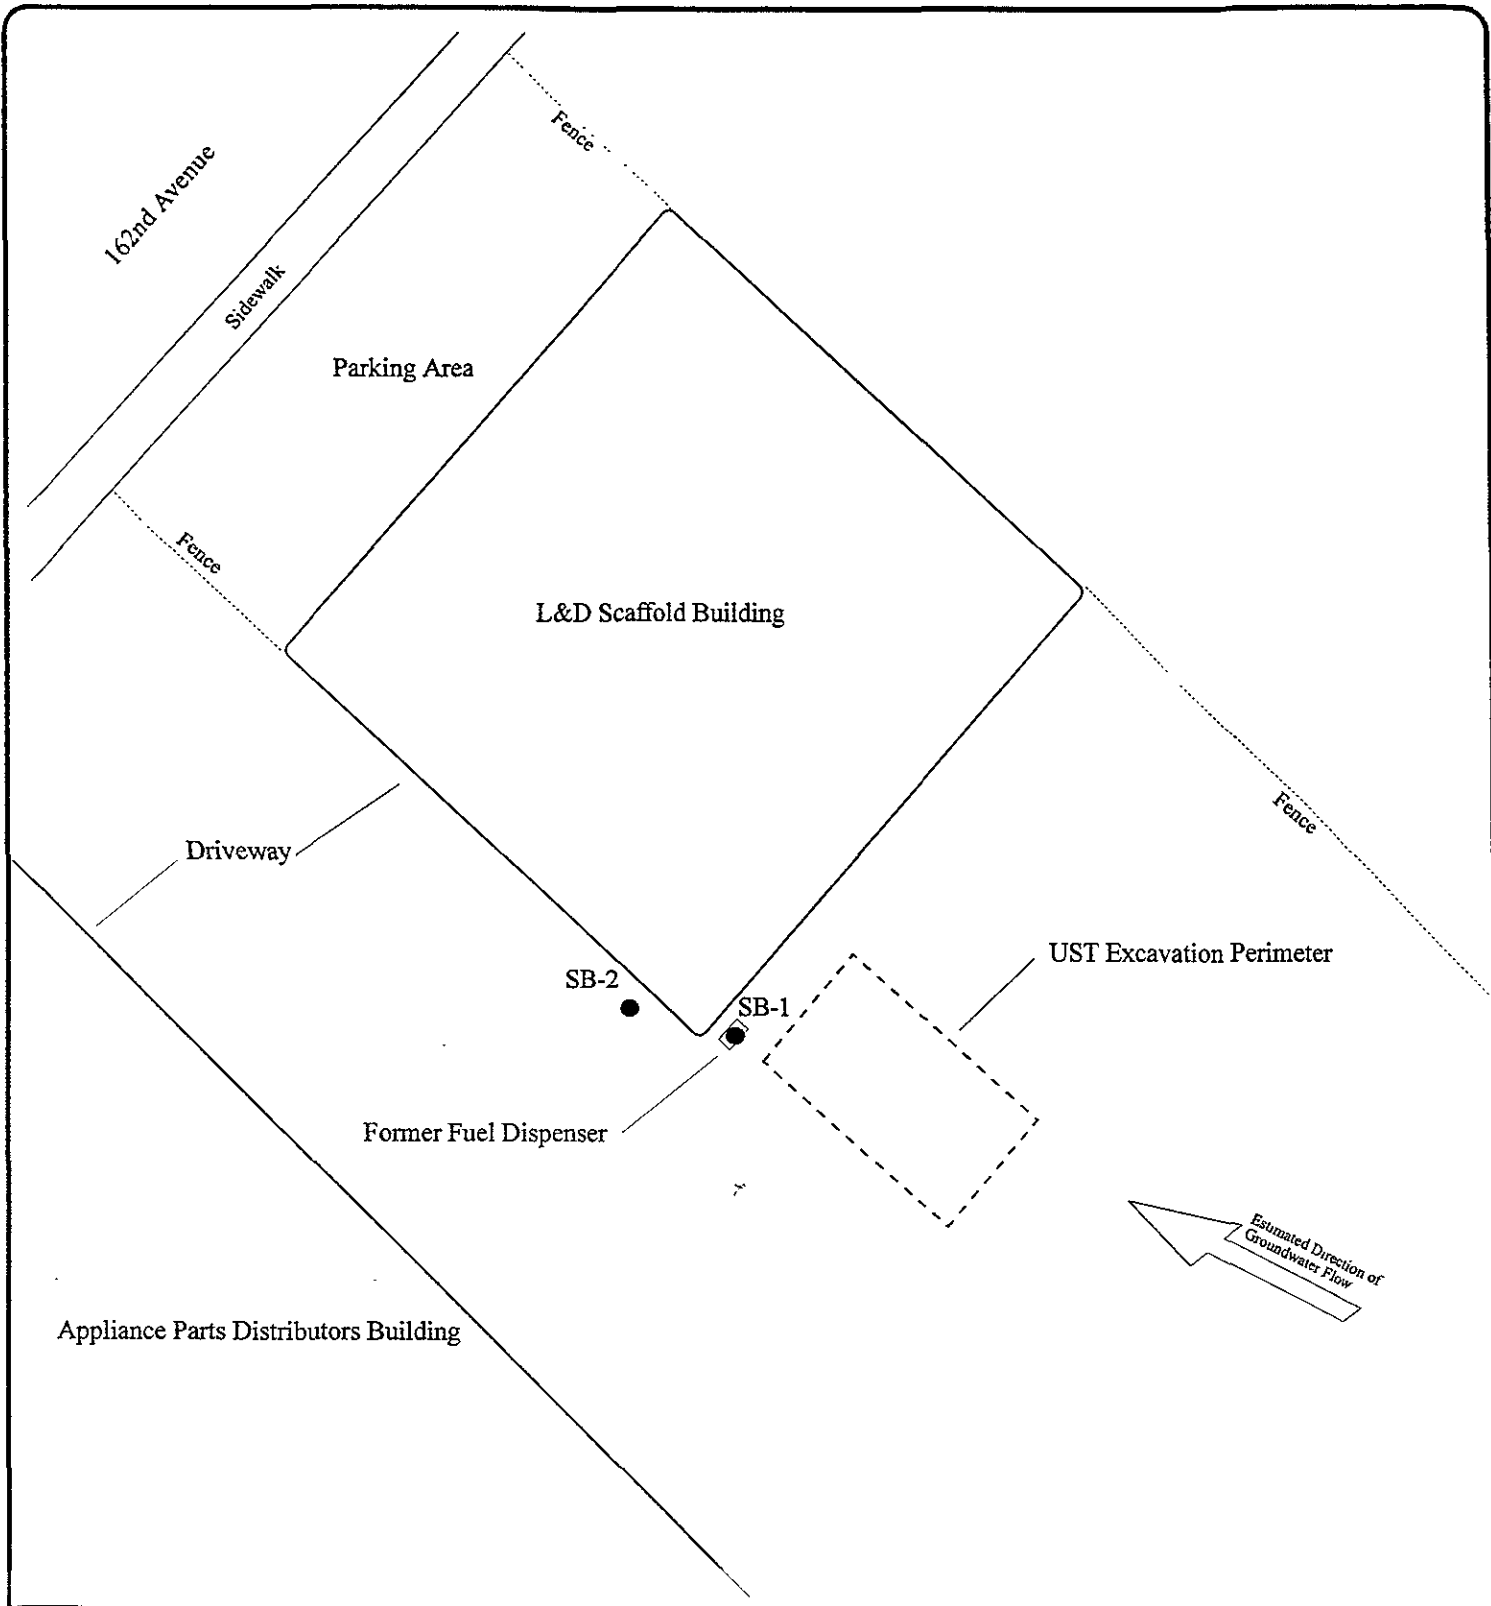 Fence
162nd Avenue
Sidewalk
Parking Area
Fence
L&D Scaffold Building
Driveway
Fence
UST Excavation Perimeter
SB-2
SB-1
Former Fuel Dispenser
Estimated Direction of
Groundwater Flow
Appliance Parts Distributors Building